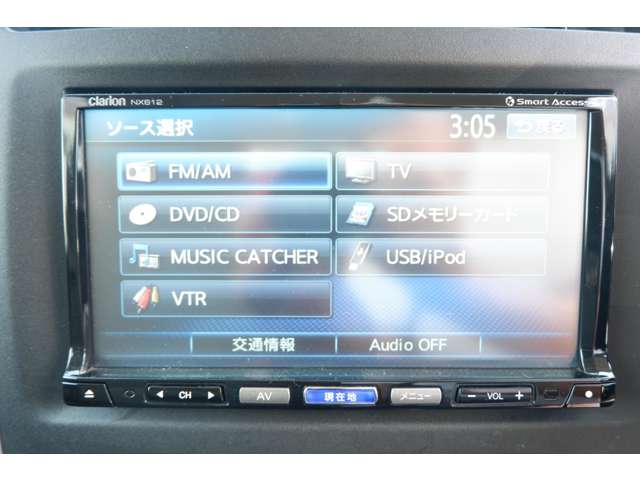 clarion NX612
Smart Access
ソース選択 3:05 戻る
FM/AM TV
DVD/CD SDメモリーカード
MUSIC CATCHER USB/iPod
VTR
交通情報 Audio OFF
CH AV 現在地 メニュー − VOL +